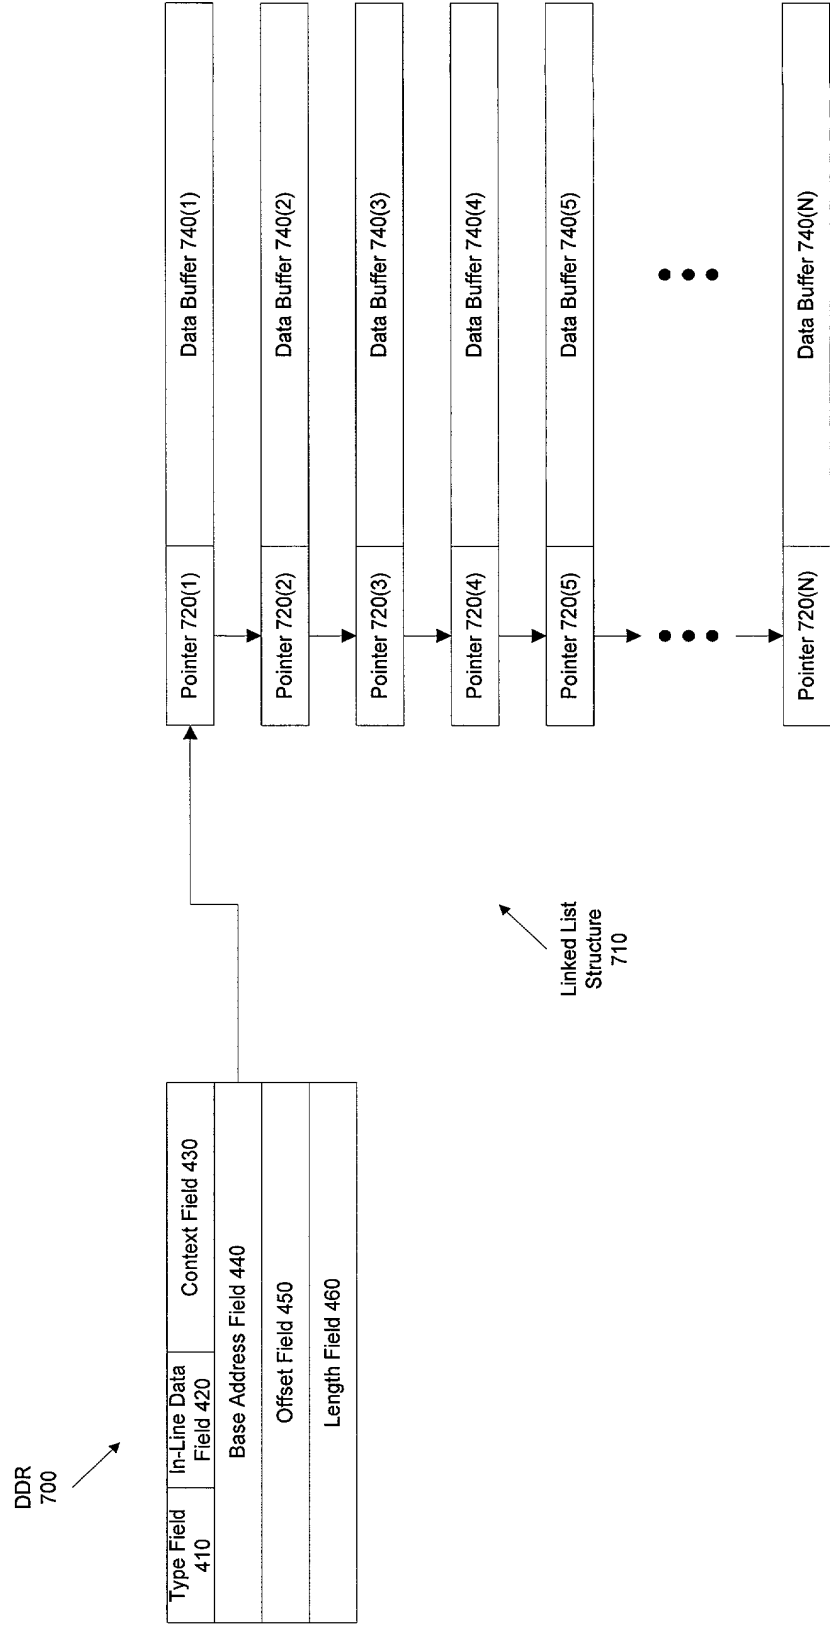 DDR
700
Type Field
410
In-Line Data
Field 420
Context Field 430
Base Address Field 440
Offset Field 450
Length Field 460
Linked List
Structure
710
Pointer 720(1)
Data Buffer 740(1)
Pointer 720(2)
Data Buffer 740(2)
Pointer 720(3)
Data Buffer 740(3)
Pointer 720(4)
Data Buffer 740(4)
Pointer 720(5)
Data Buffer 740(5)
Pointer 720(N)
Data Buffer 740(N)